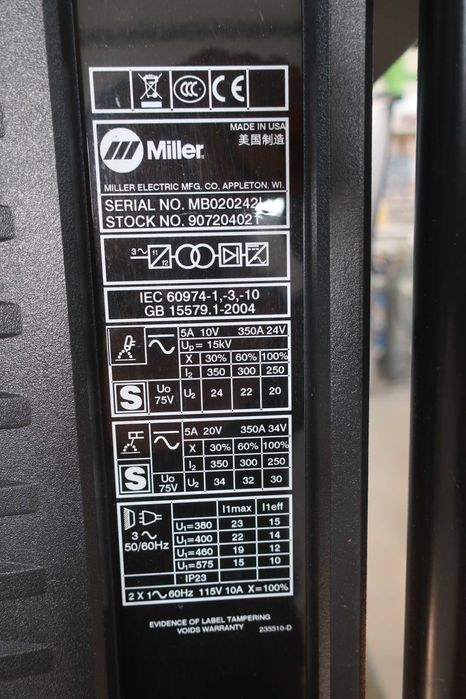 CCC CE
MADE IN USA
美国制造
Miller
MILLER ELECTRIC MFG. CO, APPLETON, WI.
SERIAL NO. MB020242
STOCK NO. 907204021
3~ f1 f2
IEC 60974-1,-3,-10
GB 15579.1-2004
5A 10V 350A 24V
Up = 15kV
X 30% 60% 100%
I2 350 300 250
S Uo 75V U2 24 22 20
5A 20V 350A 34V
X 30% 60% 100%
I2 350 300 250
S Uo 75V U2 34 32 30
I1max I1eff
3~ 50/60Hz
U1=380 23 15
U1=400 22 14
U1=460 19 12
U1=575 15 10
IP23
2 X 1~ 60Hz 115V 10A X=100%
EVIDENCE OF LABEL TAMPERING
VOIDS WARRANTY 235510-D